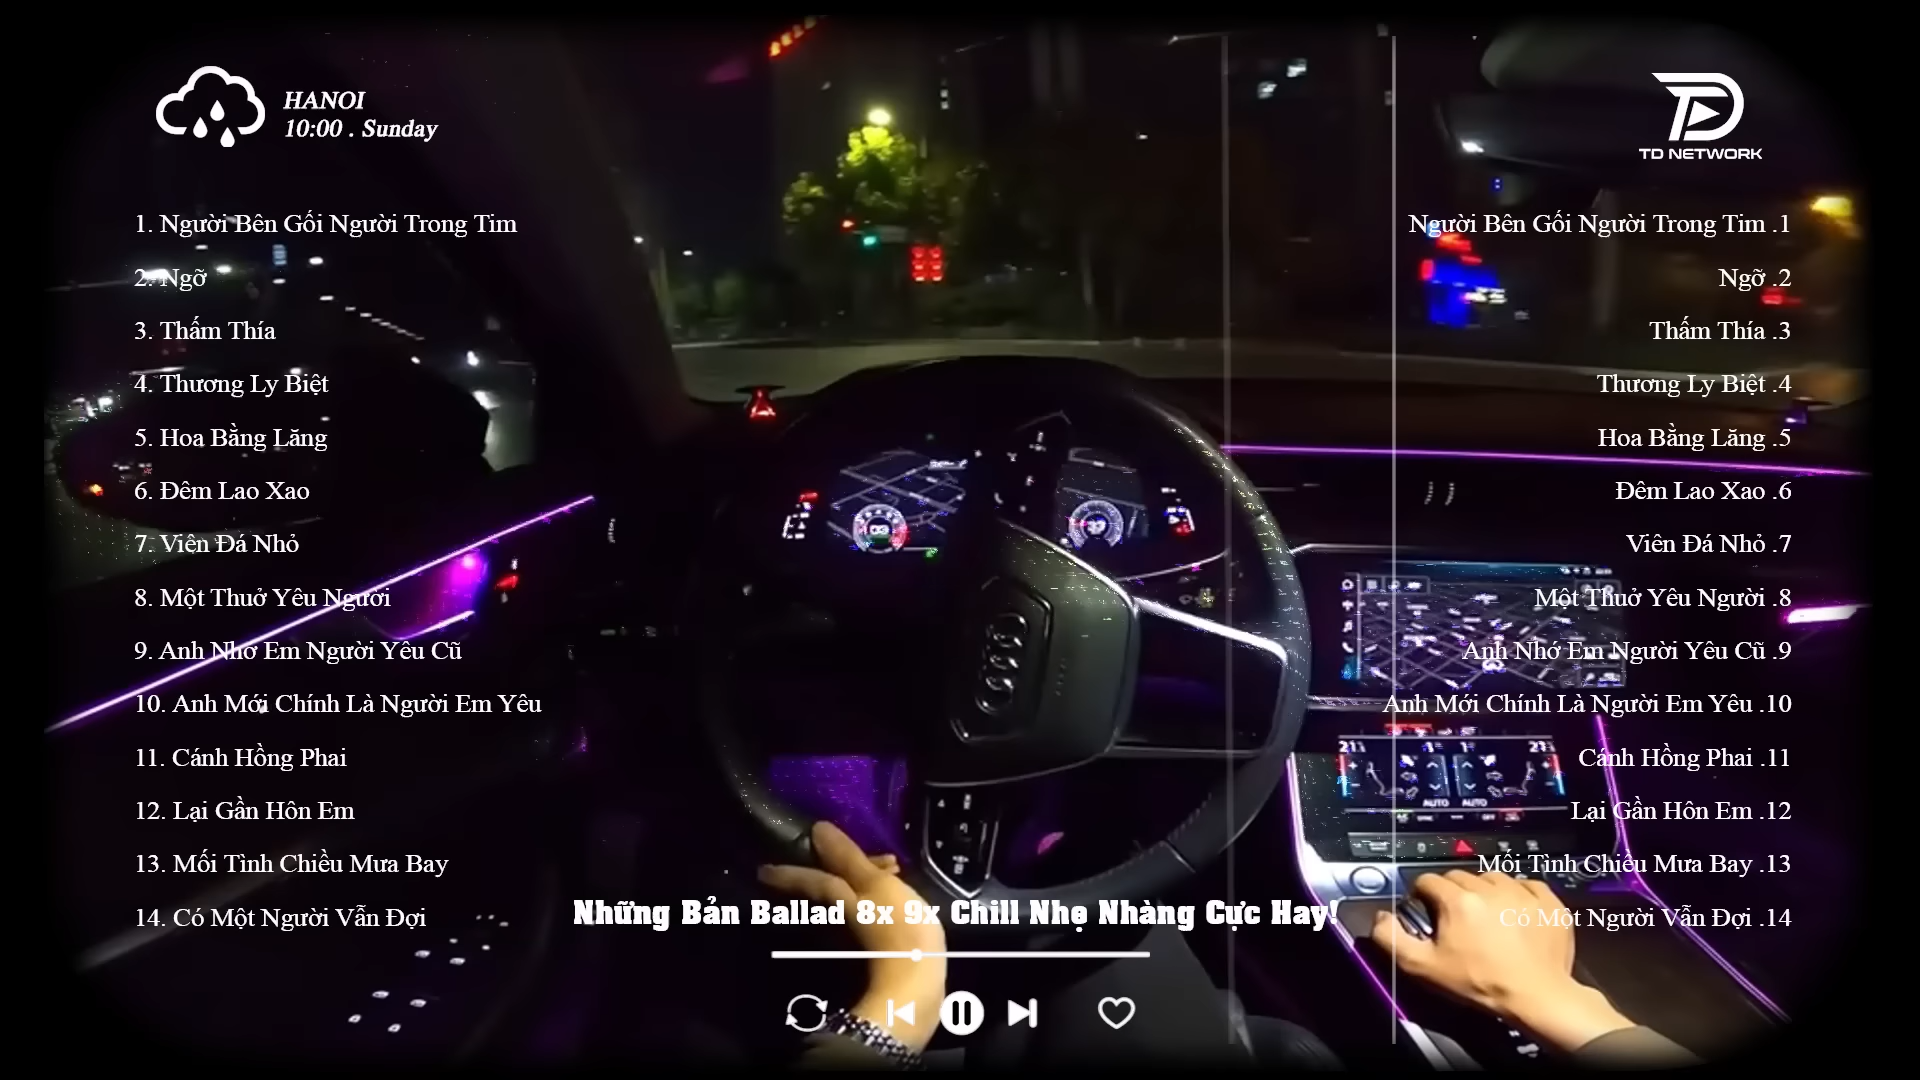 HANOI
10:00 . Sunday
TD NETWORK
1. Người Bên Gối Người Trong Tim
2. Ngỡ
3. Thấm Thía
4. Thương Ly Biệt
5. Hoa Bằng Lăng
6. Đêm Lao Xao
7. Viên Đá Nhỏ
8. Một Thuở Yêu Người
9. Anh Nhớ Em Người Yêu Cũ
10. Anh Mới Chính Là Người Em Yêu
11. Cánh Hồng Phai
12. Lại Gần Hôn Em
13. Mối Tình Chiều Mưa Bay
14. Có Một Người Vẫn Đợi
Người Bên Gối Người Trong Tim .1
Ngỡ .2
Thấm Thía .3
Thương Ly Biệt .4
Hoa Bằng Lăng .5
Đêm Lao Xao .6
Viên Đá Nhỏ .7
Một Thuở Yêu Người .8
Anh Nhớ Em Người Yêu Cũ .9
Anh Mới Chính Là Người Em Yêu .10
Cánh Hồng Phai .11
Lại Gần Hôn Em .12
Mối Tình Chiều Mưa Bay .13
Có Một Người Vẫn Đợi .14
AUTO AUTO
Những Bản Ballad 8x 9x Chill Nhẹ Nhàng Cực Hay!